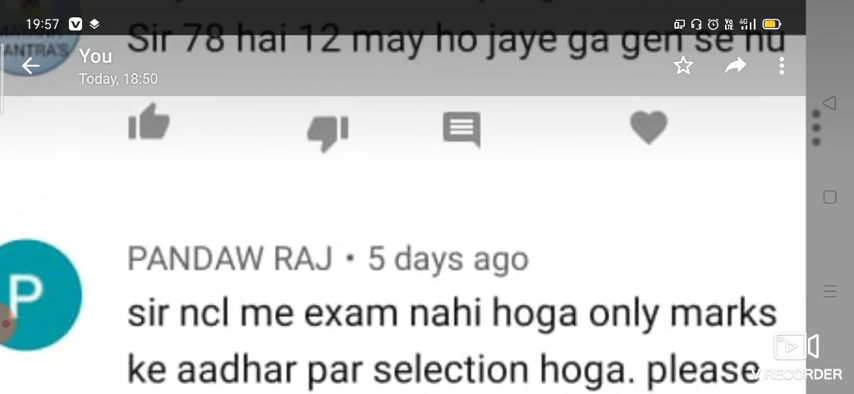 19:57
ANTRA'S
Sir 78 hai 12 may ho jaye ga gen se hu
You
Today, 18:50
PANDAW RAJ • 5 days ago
P
sir ncl me exam nahi hoga only marks
ke aadhar par selection hoga. please
V RECORDER